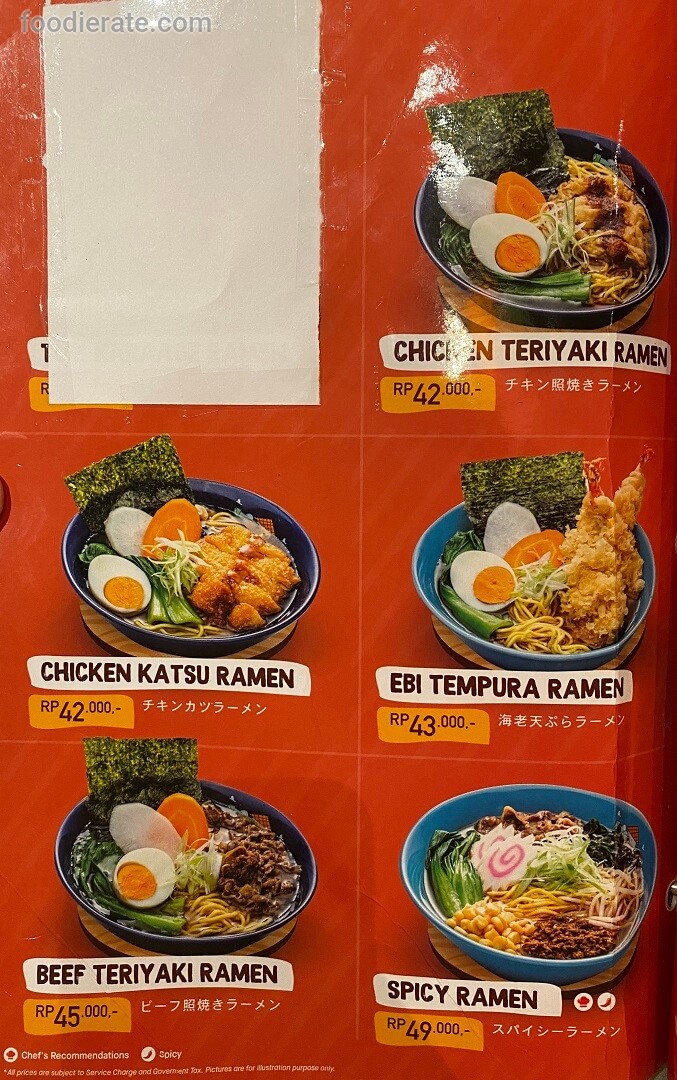 foodierate.com
T
R
CHICKEN TERIYAKI RAMEN
RP42.000,-
チキン照焼きラーメン
CHICKEN KATSU RAMEN
RP42.000,-
チキンカツラーメン
EBI TEMPURA RAMEN
RP43.000,-
海老天ぷらラーメン
BEEF TERIYAKI RAMEN
RP45.000,-
ビーフ照焼きラーメン
SPICY RAMEN
RP49.000,-
スパイシーラーメン
Chef's Recommendations Spicy
*All prices are subject to Service Charge and Goverment Tax. Pictures are for illustration purpose only.